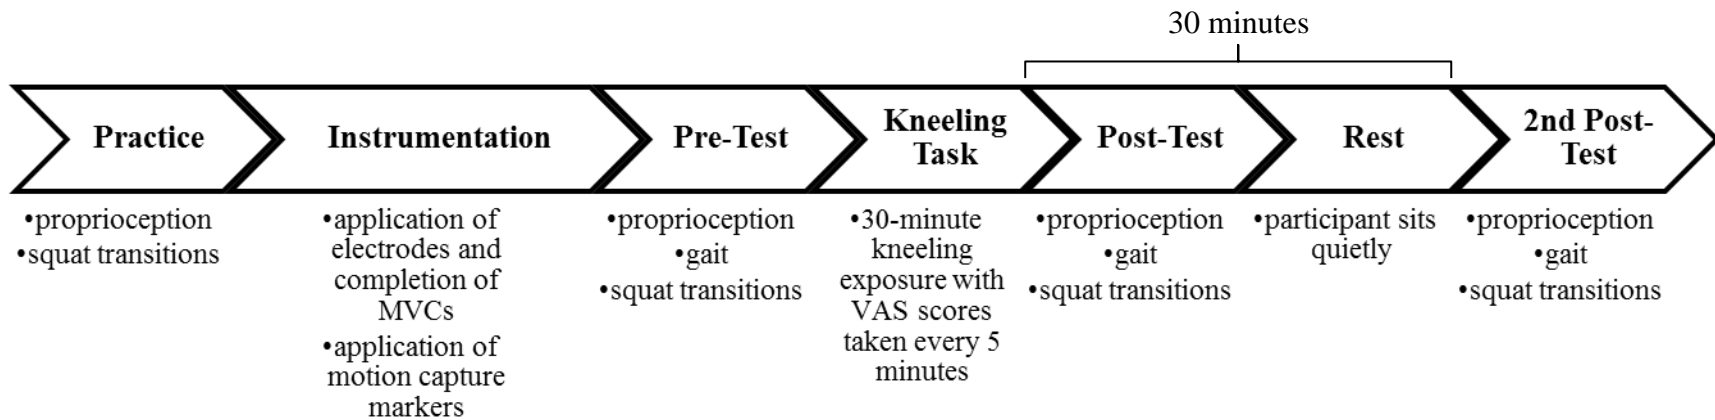 30 minutes
Practice
Instrumentation
Pre-Test
Kneeling
Task
Post-Test
Rest
2nd Post-
Test
•proprioception
•squat transitions
•application of
electrodes and
completion of
MVCs
•application of
motion capture
markers
•proprioception
•gait
•squat transitions
•30-minute
kneeling
exposure with
VAS scores
taken every 5
minutes
•proprioception
•gait
•squat transitions
•participant sits
quietly
•proprioception
•gait
•squat transitions